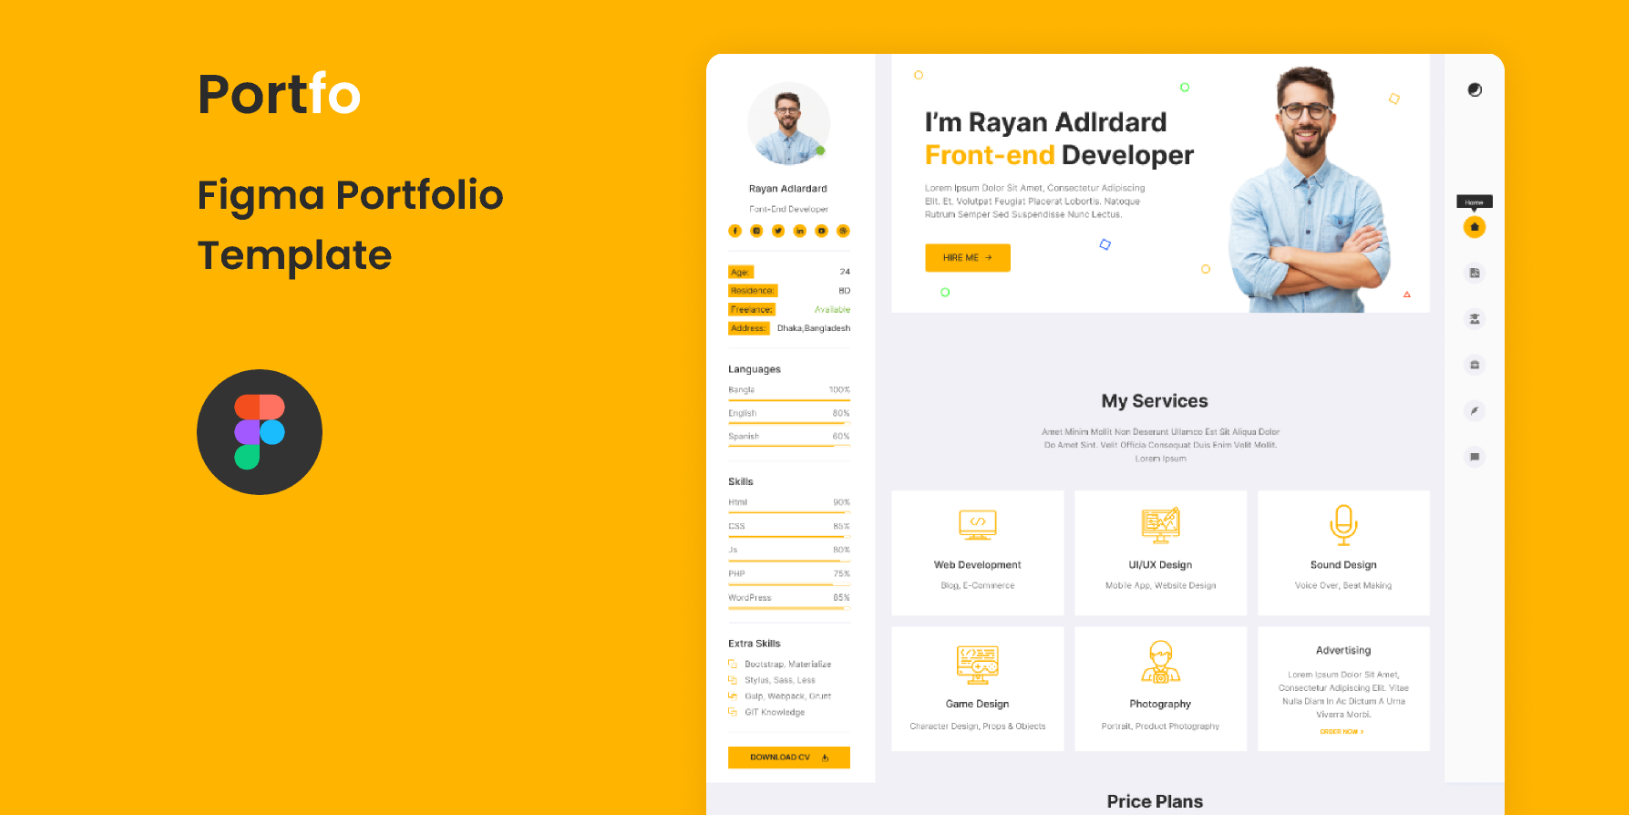 Portfo
Figma Portfolio
Template
Rayan Adlardard
Font-End Developer
Age: 24
Residence: BD
Freelance: Available
Address: Dhaka,Bangladesh
Languages
Bangla 100%
English 80%
Spanish 60%
Skills
Html 90%
CSS 85%
Js 80%
PHP 75%
WordPress 85%
Extra Skills
Bootstrap, Materialize
Stylus, Sass, Less
Gulp, Webpack, Grunt
GIT Knowledge
DOWNLOAD CV
I’m Rayan Adlrdard
Front-end Developer
Lorem Ipsum Dolor Sit Amet, Consectetur Adipiscing
Elit. Et, Volutpat Feugiat Placerat Lobortis. Natoque
Rutrum Semper Sed Suspendisse Nunc Lectus.
HIRE ME →
My Services
Amet Minim Mollit Non Deserunt Ullamco Est Sit Aliqua Dolor
Do Amet Sint. Velit Officia Consequat Duis Enim Velit Mollit.
Lorem Ipsum
Web Development
Blog, E-Commerce
UI/UX Design
Mobile App, Website Design
Sound Design
Voice Over, Beat Making
Game Design
Character Design, Props & Objects
Photography
Portrait, Product Photography
Advertising
Lorem Ipsum Dolor Sit Amet,
Consectetur Adipiscing Elit. Vitae
Nulla Diam In Ac Dictum A Urna
Viverra Morbi.
ORDER NOW
Price Plans
Home